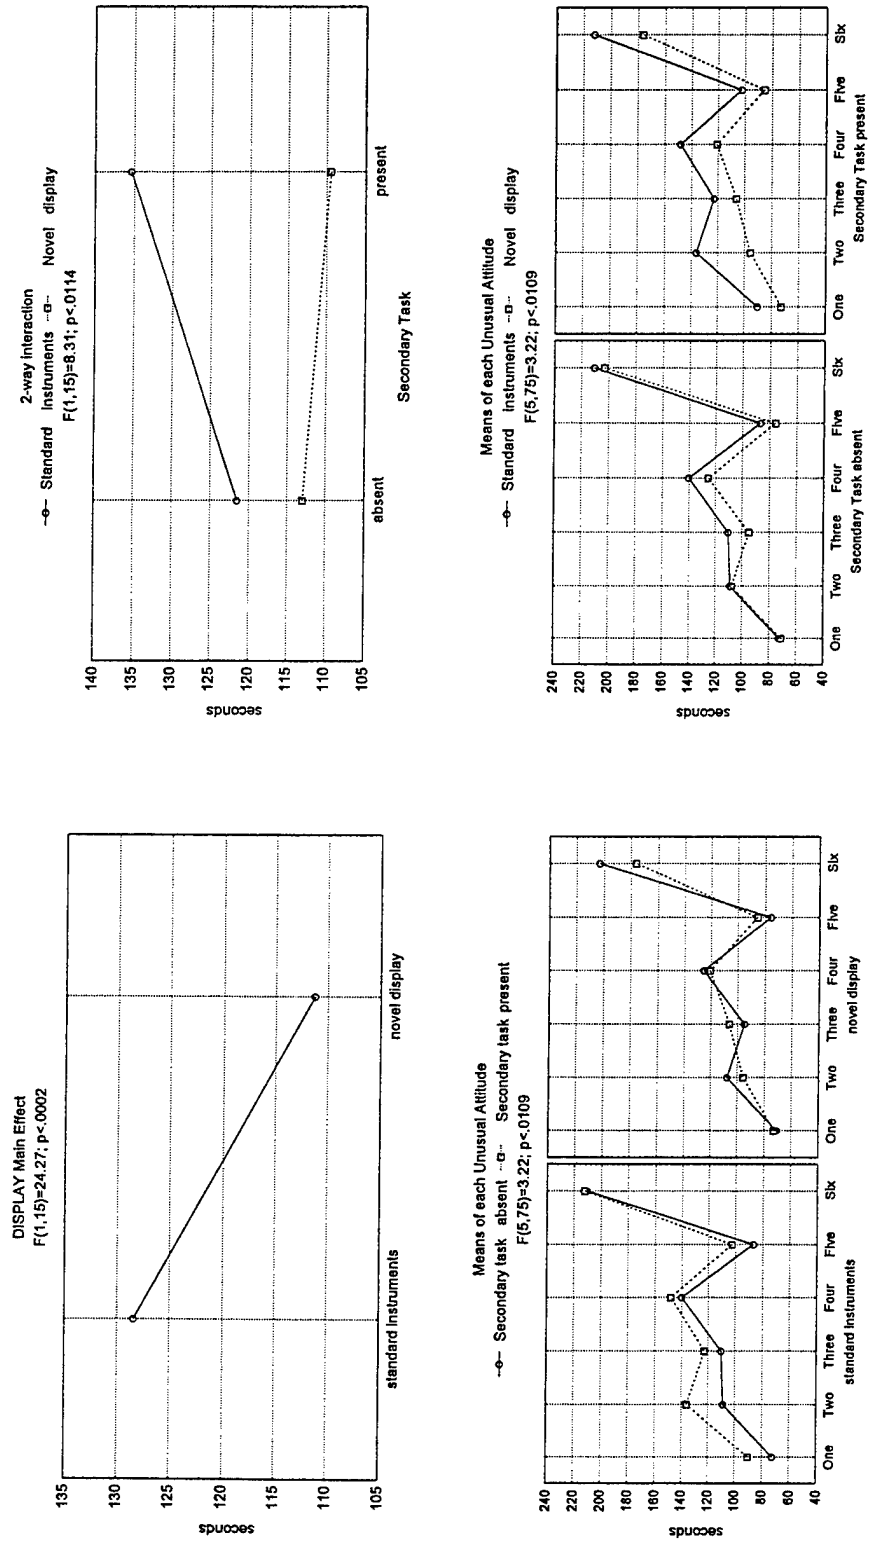 DISPLAY Main Effect
F(1,15)=24.27; p<,0002
135
130
125
120
115
110
105
seconds
standard Instruments
novel display
2-way interaction
Standard Instruments Novel display
F(1,15)=8.31; p<,0114
140
135
130
125
120
115
110
105
seconds
absent
present
Secondary Task
Means of each Unusual Attitude
Secondary task absent Secondary task present
F(5,75)=3.22; p<,0109
240
220
200
180
160
140
120
100
80
60
40
seconds
One Two Three Four Five Six
standard Instruments
One Two Three Four Five Six
novel display
Means of each Unusual Attitude
Standard Instruments Novel display
F(5,75)=3.22; p<,0109
240
220
200
180
160
140
120
100
80
60
40
seconds
One Two Three Four Five Six
Secondary Task absent
One Two Three Four Five Six
Secondary Task present